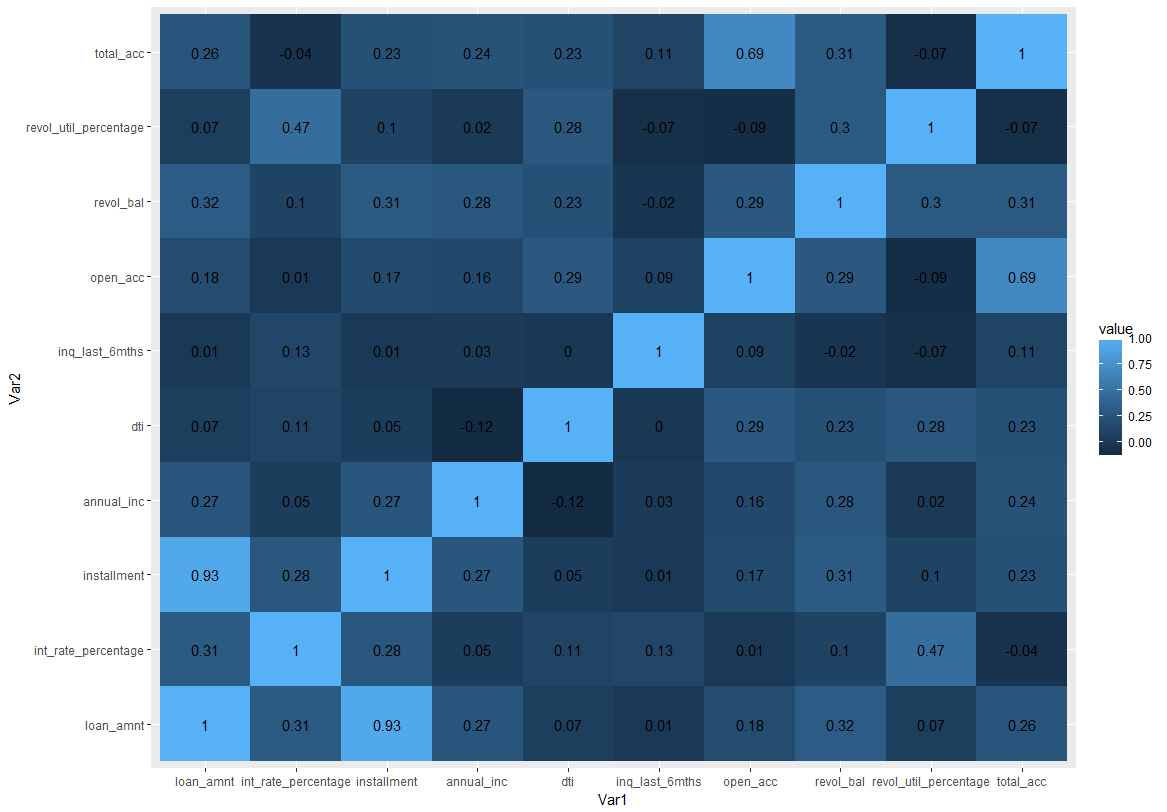 total_acc 0.26 -0.04 0.23 0.24 0.23 0.11 0.69 0.31 -0.07 1
revol_util_percentage 0.07 0.47 0.1 0.02 0.28 -0.07 -0.09 0.3 1 -0.07
revol_bal 0.32 0.1 0.31 0.28 0.23 -0.02 0.29 1 0.3 0.31
open_acc 0.18 0.01 0.17 0.16 0.29 0.09 1 0.29 -0.09 0.69
inq_last_6mths 0.01 0.13 0.01 0.03 0 1 0.09 -0.02 -0.07 0.11
dti 0.07 0.11 0.05 -0.12 1 0 0.29 0.23 0.28 0.23
annual_inc 0.27 0.05 0.27 1 -0.12 0.03 0.16 0.28 0.02 0.24
installment 0.93 0.28 1 0.27 0.05 0.01 0.17 0.31 0.1 0.23
int_rate_percentage 0.31 1 0.28 0.05 0.11 0.13 0.01 0.1 0.47 -0.04
loan_amnt 1 0.31 0.93 0.27 0.07 0.01 0.18 0.32 0.07 0.26
loan_amnt int_rate_percentage installment annual_inc dti inq_last_6mths open_acc revol_bal revol_util_percentage total_acc
Var1
Var2
value
1.00
0.75
0.50
0.25
0.00